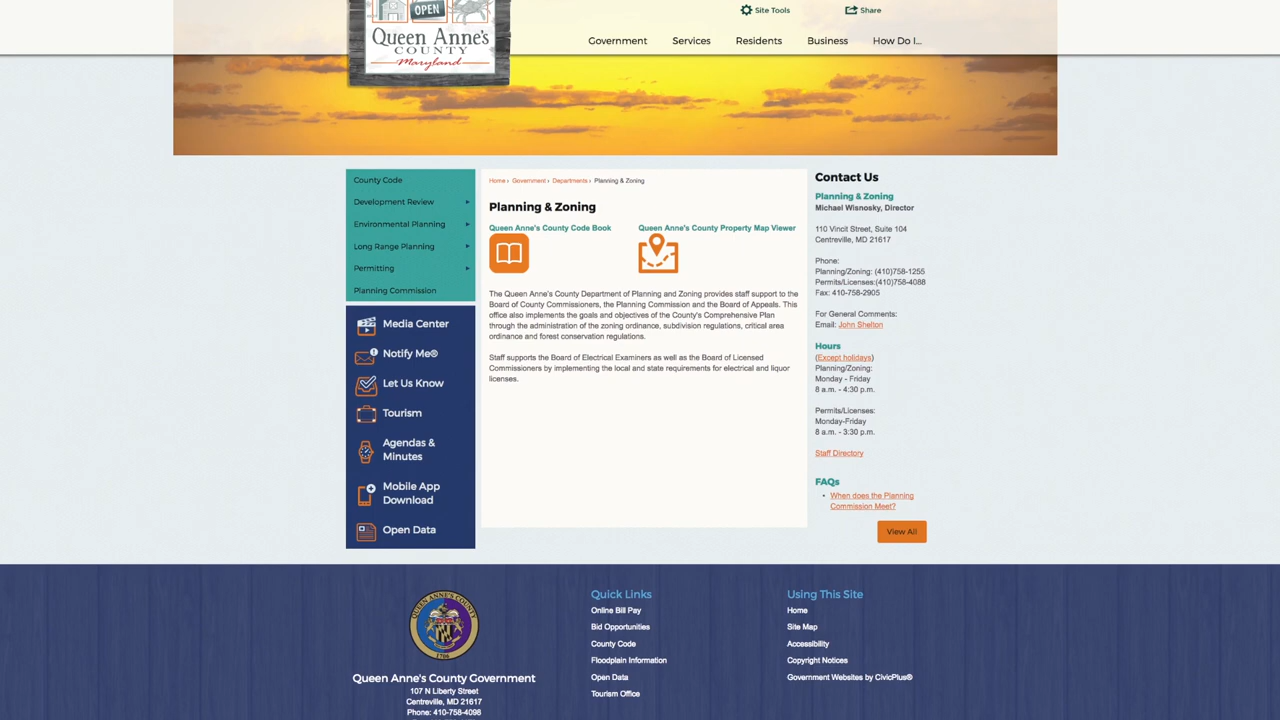 Site Tools
Share
OPEN
Queen Anne's
COUNTY
Maryland
Government
Services
Residents
Business
How Do I...
County Code
Development Review
Environmental Planning
Long Range Planning
Permitting
Planning Commission
Media Center
Notify Me®
Let Us Know
Tourism
Agendas &
Minutes
Mobile App
Download
Open Data
Home › Government › Departments › Planning & Zoning
Planning & Zoning
Queen Anne's County Code Book
Queen Anne's County Property Map Viewer
The Queen Anne's County Department of Planning and Zoning provides staff support to the
Board of County Commissioners, the Planning Commission and the Board of Appeals. This
office also implements the goals and objectives of the County's Comprehensive Plan
through the administration of the zoning ordinance, subdivision regulations, critical area
ordinance and forest conservation regulations.
Staff supports the Board of Electrical Examiners as well as the Board of Licensed
Commissioners by implementing the local and state requirements for electrical and liquor
licenses.
Contact Us
Planning & Zoning
Michael Wisnosky, Director
110 Vincit Street, Suite 104
Centreville, MD 21617
Phone:
Planning/Zoning: (410)758-1255
Permits/Licenses:(410)758-4088
Fax: 410-758-2905
For General Comments:
Email: John Shelton
Hours
(Except holidays)
Planning/Zoning:
Monday - Friday
8 a.m. - 4:30 p.m.
Permits/Licenses:
Monday-Friday
8 a.m. - 3:30 p.m.
Staff Directory
FAQs
• When does the Planning
Commission Meet?
View All
QUEEN ANNE'S COUNTY
1706
Queen Anne's County Government
107 N Liberty Street
Centreville, MD 21617
Phone: 410-758-4098
Quick Links
Online Bill Pay
Bid Opportunities
County Code
Floodplain Information
Open Data
Tourism Office
Using This Site
Home
Site Map
Accessibility
Copyright Notices
Government Websites by CivicPlus®